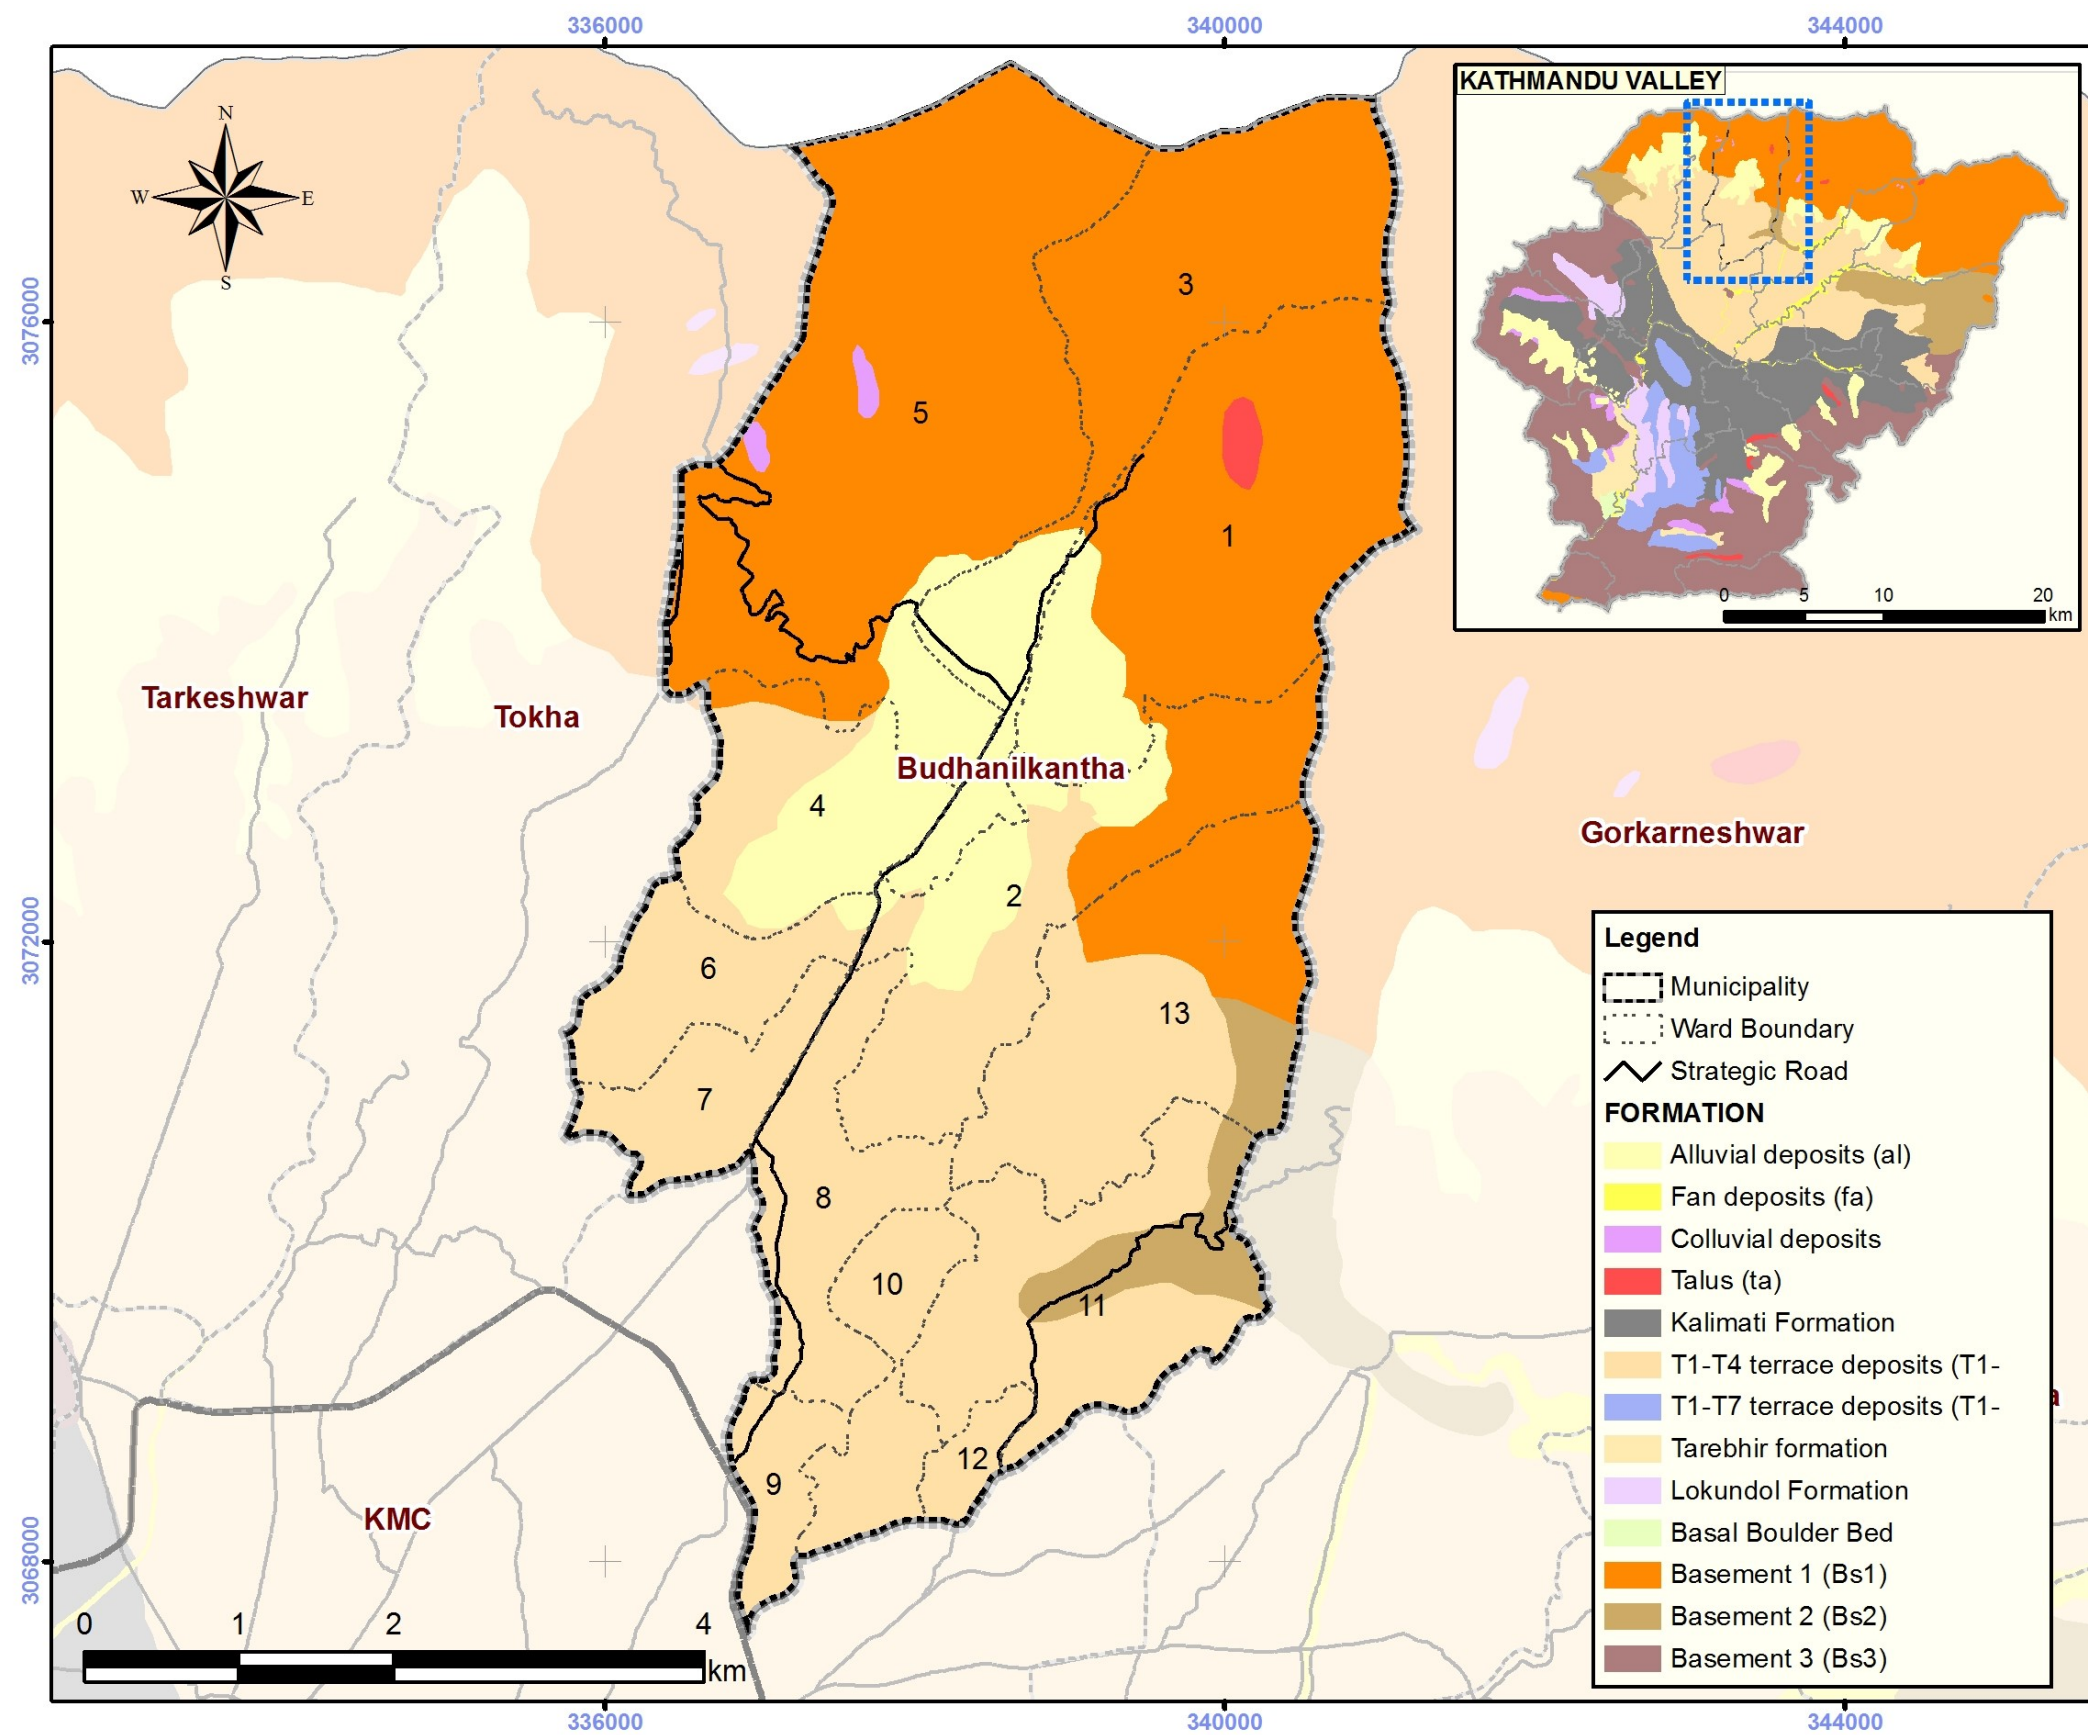 336000
340000
344000
KATHMANDU VALLEY
N
W
E
S
3076000
3
5
1
0
5
10
20
km
Tarkeshwar
Tokha
Budhanilkantha
4
Gorkarneshwar
2
3072000
6
13
7
8
10
11
12
9
KMC
3068000
0
1
2
4
km
Legend
Municipality
Ward Boundary
Strategic Road
FORMATION
Alluvial deposits (al)
Fan deposits (fa)
Colluvial deposits
Talus (ta)
Kalimati Formation
T1-T4 terrace deposits (T1-
T1-T7 terrace deposits (T1-
Tarebhir formation
Lokundol Formation
Basal Boulder Bed
Basement 1 (Bs1)
Basement 2 (Bs2)
Basement 3 (Bs3)
a
336000
340000
344000